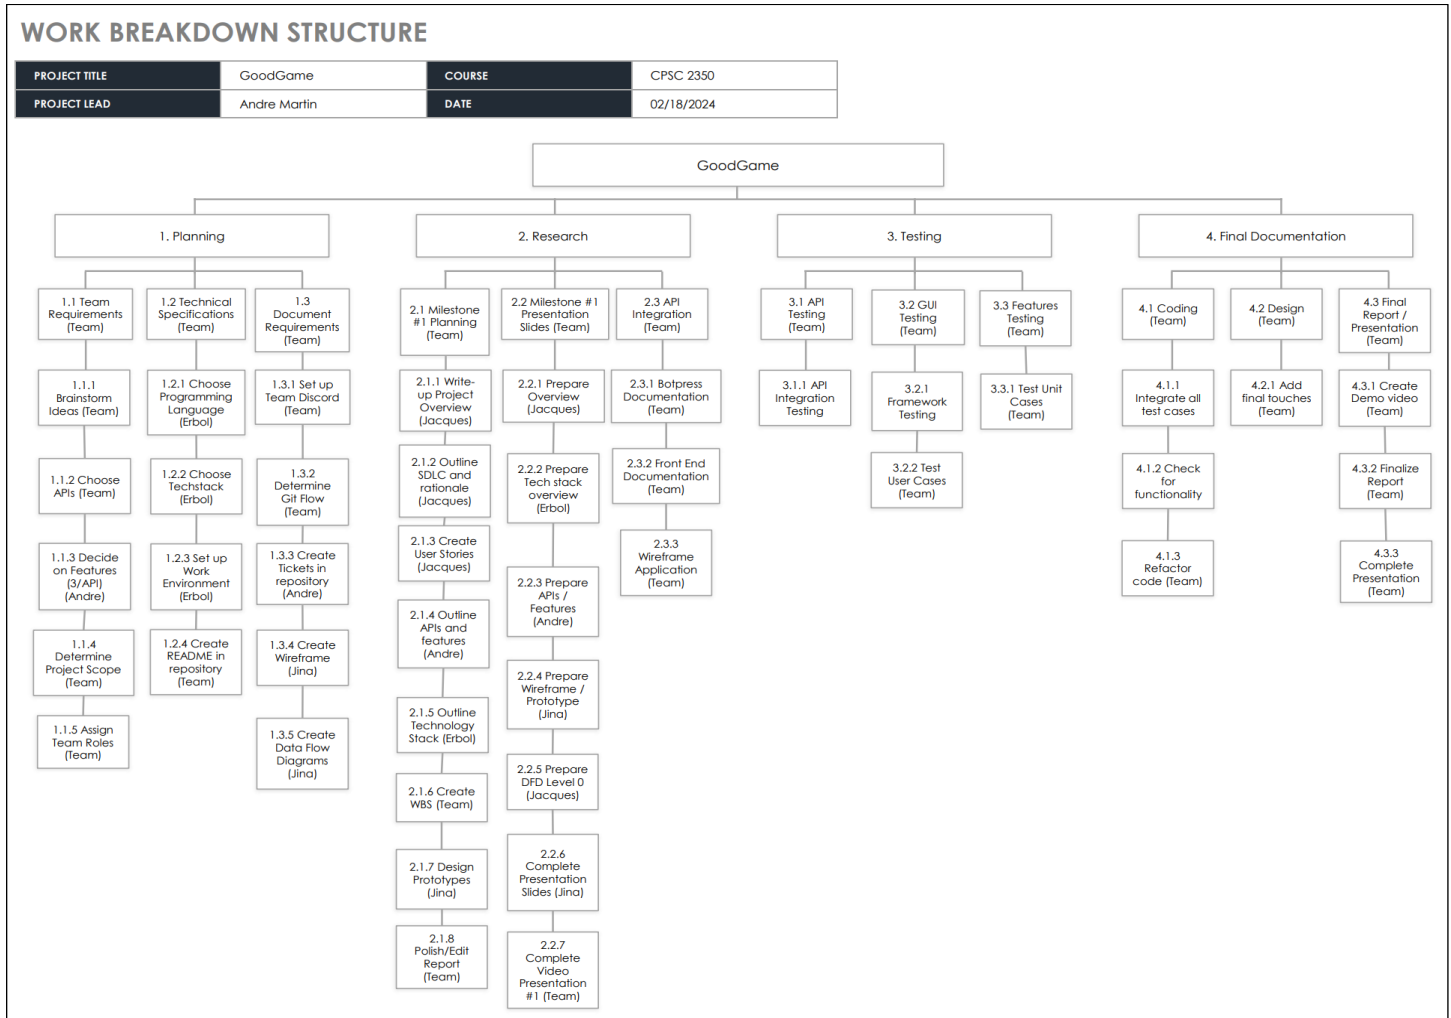 WORK BREAKDOWN STRUCTURE
PROJECT TITLE
GoodGame
COURSE
CPSC 2350
PROJECT LEAD
Andre Martin
DATE
02/18/2024
GoodGame
1. Planning
2. Research
3. Testing
4. Final Documentation
1.1 Team
Requirements
(Team)
1.1.1
Brainstorm
Ideas (Team)
1.1.2 Choose
APIs (Team)
1.1.3 Decide
on Features
(3/API)
(Andre)
1.1.4
Determine
Project Scope
(Team)
1.1.5 Assign
Team Roles
(Team)
1.2 Technical
Specifications
(Team)
1.2.1 Choose
Programming
Language
(Erbol)
1.2.2 Choose
Techstack
(Erbol)
1.2.3 Set up
Work
Environment
(Erbol)
1.2.4 Create
README in
repository
(Team)
1.3
Document
Requirements
(Team)
1.3.1 Set up
Team Discord
(Team)
1.3.2
Determine
Git Flow
(Team)
1.3.3 Create
Tickets in
repository
(Andre)
1.3.4 Create
Wireframe
(Jina)
1.3.5 Create
Data Flow
Diagrams
(Jina)
2.1 Milestone
#1 Planning
(Team)
2.1.1 Write-
up Project
Overview
(Jacques)
2.1.2 Outline
SDLC and
rationale
(Jacques)
2.1.3 Create
User Stories
(Jacques)
2.1.4 Outline
APIs and
features
(Andre)
2.1.5 Outline
Technology
Stack (Erbol)
2.1.6 Create
WBS (Team)
2.1.7 Design
Prototypes
(Jina)
2.1.8
Polish/Edit
Report
(Team)
2.2 Milestone #1
Presentation
Slides (Team)
2.2.1 Prepare
Overview
(Jacques)
2.2.2 Prepare
Tech stack
overview
(Erbol)
2.2.3 Prepare
APIs /
Features
(Andre)
2.2.4 Prepare
Wireframe /
Prototype
(Jina)
2.2.5 Prepare
DFD Level 0
(Jacques)
2.2.6
Complete
Presentation
Slides (Jina)
2.2.7
Complete
Video
Presentation
#1 (Team)
2.3 API
Integration
(Team)
2.3.1 Botpress
Documentation
(Team)
2.3.2 Front End
Documentation
(Team)
2.3.3
Wireframe
Application
(Team)
3.1 API
Testing
(Team)
3.1.1 API
Integration
Testing
3.2 GUI
Testing
(Team)
3.2.1
Framework
Testing
3.2.2 Test
User Cases
(Team)
3.3 Features
Testing
(Team)
3.3.1 Test Unit
Cases
(Team)
4.1 Coding
(Team)
4.1.1
Integrate all
test cases
4.1.2 Check
for
functionality
4.1.3
Refactor
code (Team)
4.2 Design
(Team)
4.2.1 Add
final touches
(Team)
4.3 Final
Report /
Presentation
(Team)
4.3.1 Create
Demo video
(Team)
4.3.2 Finalize
Report
(Team)
4.3.3
Complete
Presentation
(Team)